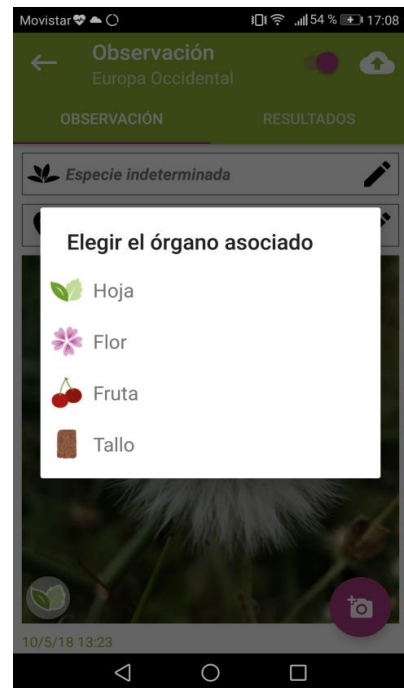 Movistar 54 % 17:08
Observación
Europa Occidental
OBSERVACIÓN RESULTADOS
Especie indeterminada
Elegir el órgano asociado
Hoja
Flor
Fruta
Tallo
10/5/18 13:23